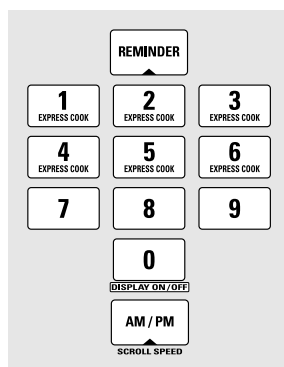 REMINDER
1 2 3
EXPRESS COOK EXPRESS COOK EXPRESS COOK
4 5 6
EXPRESS COOK EXPRESS COOK EXPRESS COOK
7 8 9
0
DISPLAY ON/OFF
AM/PM
SCROLL SPEED